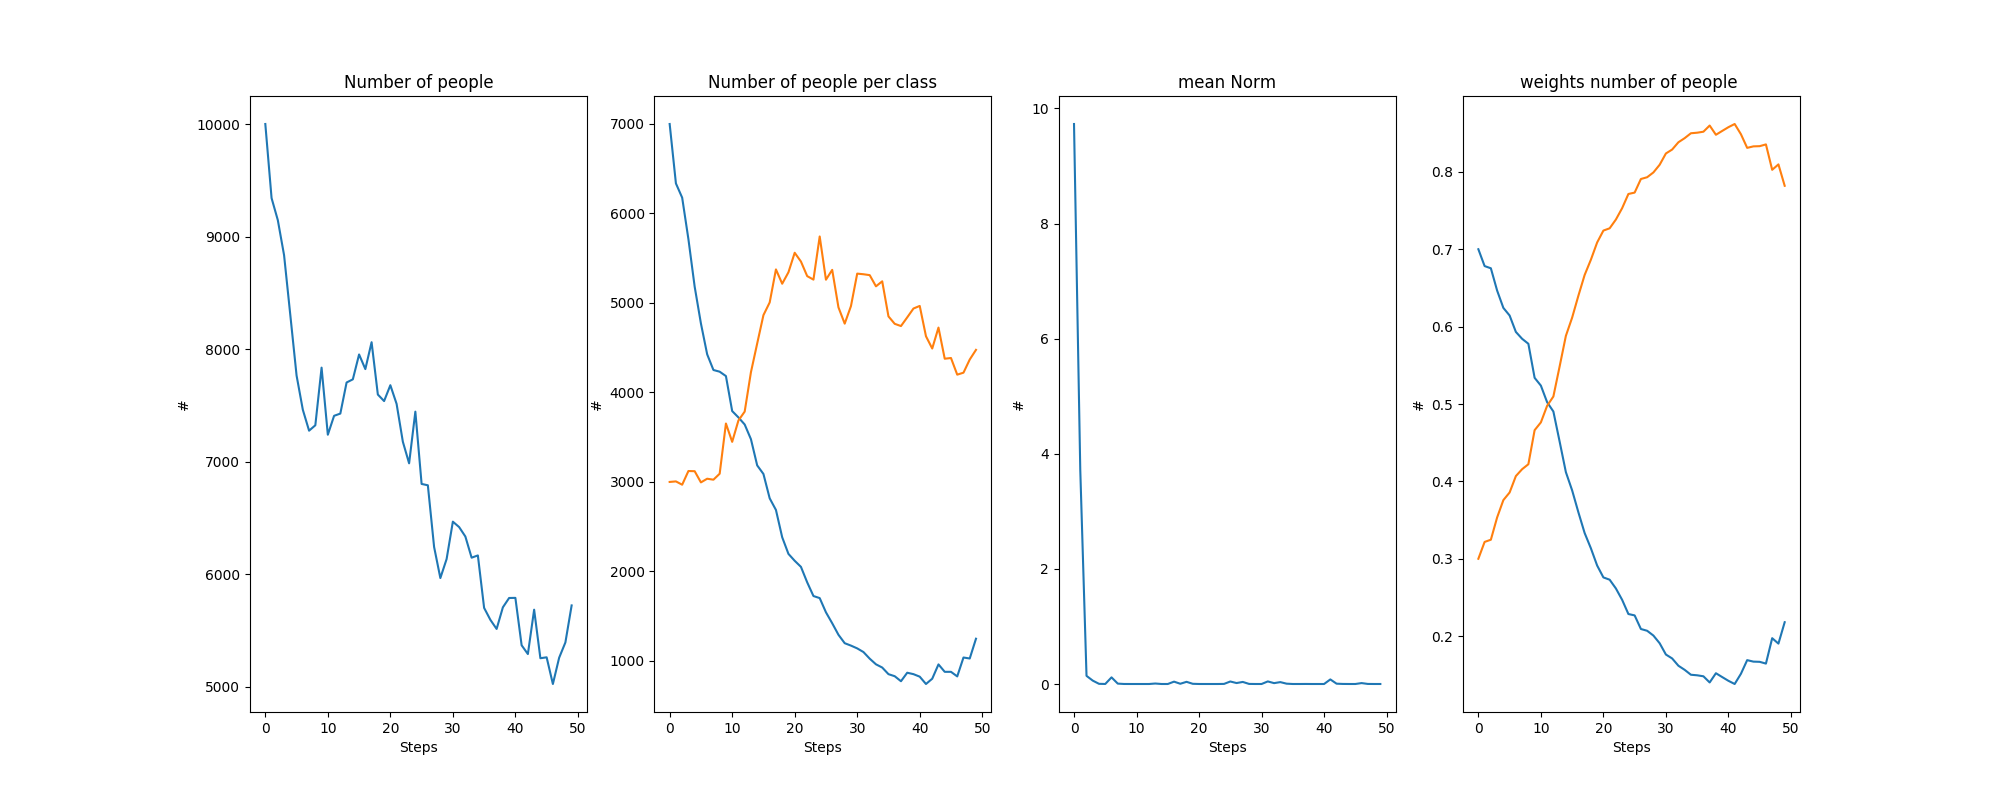 Number of people
10000
9000
8000
7000
6000
5000
#
0 10 20 30 40 50
Steps
Number of people per class
7000
6000
5000
4000
3000
2000
1000
#
0 10 20 30 40 50
Steps
mean Norm
10
8
6
4
2
0
#
0 10 20 30 40 50
Steps
weights number of people
0.8
0.7
0.6
0.5
0.4
0.3
0.2
#
0 10 20 30 40 50
Steps